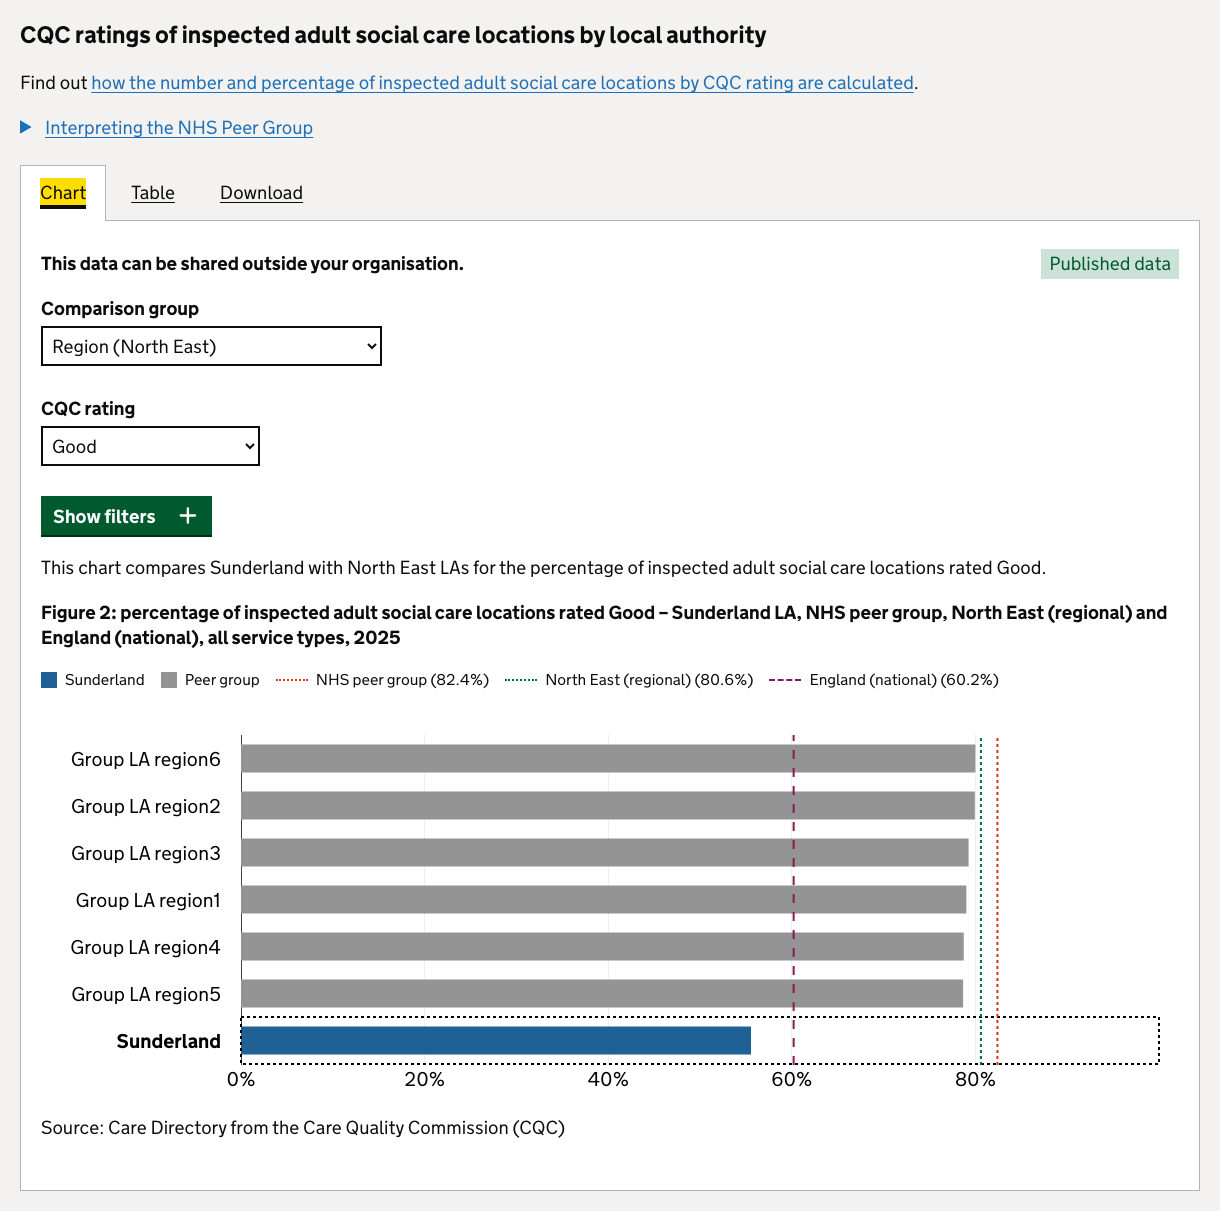 CQC ratings of inspected adult social care locations by local authority
Find out how the number and percentage of inspected adult social care locations by CQC rating are calculated.
Interpreting the NHS Peer Group
Chart
Table
Download
This data can be shared outside your organisation.
Published data
Comparison group
Region (North East)
CQC rating
Good
Show filters
This chart compares Sunderland with North East LAs for the percentage of inspected adult social care locations rated Good.
Figure 2: percentage of inspected adult social care locations rated Good – Sunderland LA, NHS peer group, North East (regional) and
England (national), all service types, 2025
Sunderland
Peer group
NHS peer group (82.4%)
North East (regional) (80.6%)
England (national) (60.2%)
Group LA region6
Group LA region2
Group LA region3
Group LA region1
Group LA region4
Group LA region5
Sunderland
0% 20% 40% 60% 80%
Source: Care Directory from the Care Quality Commission (CQC)